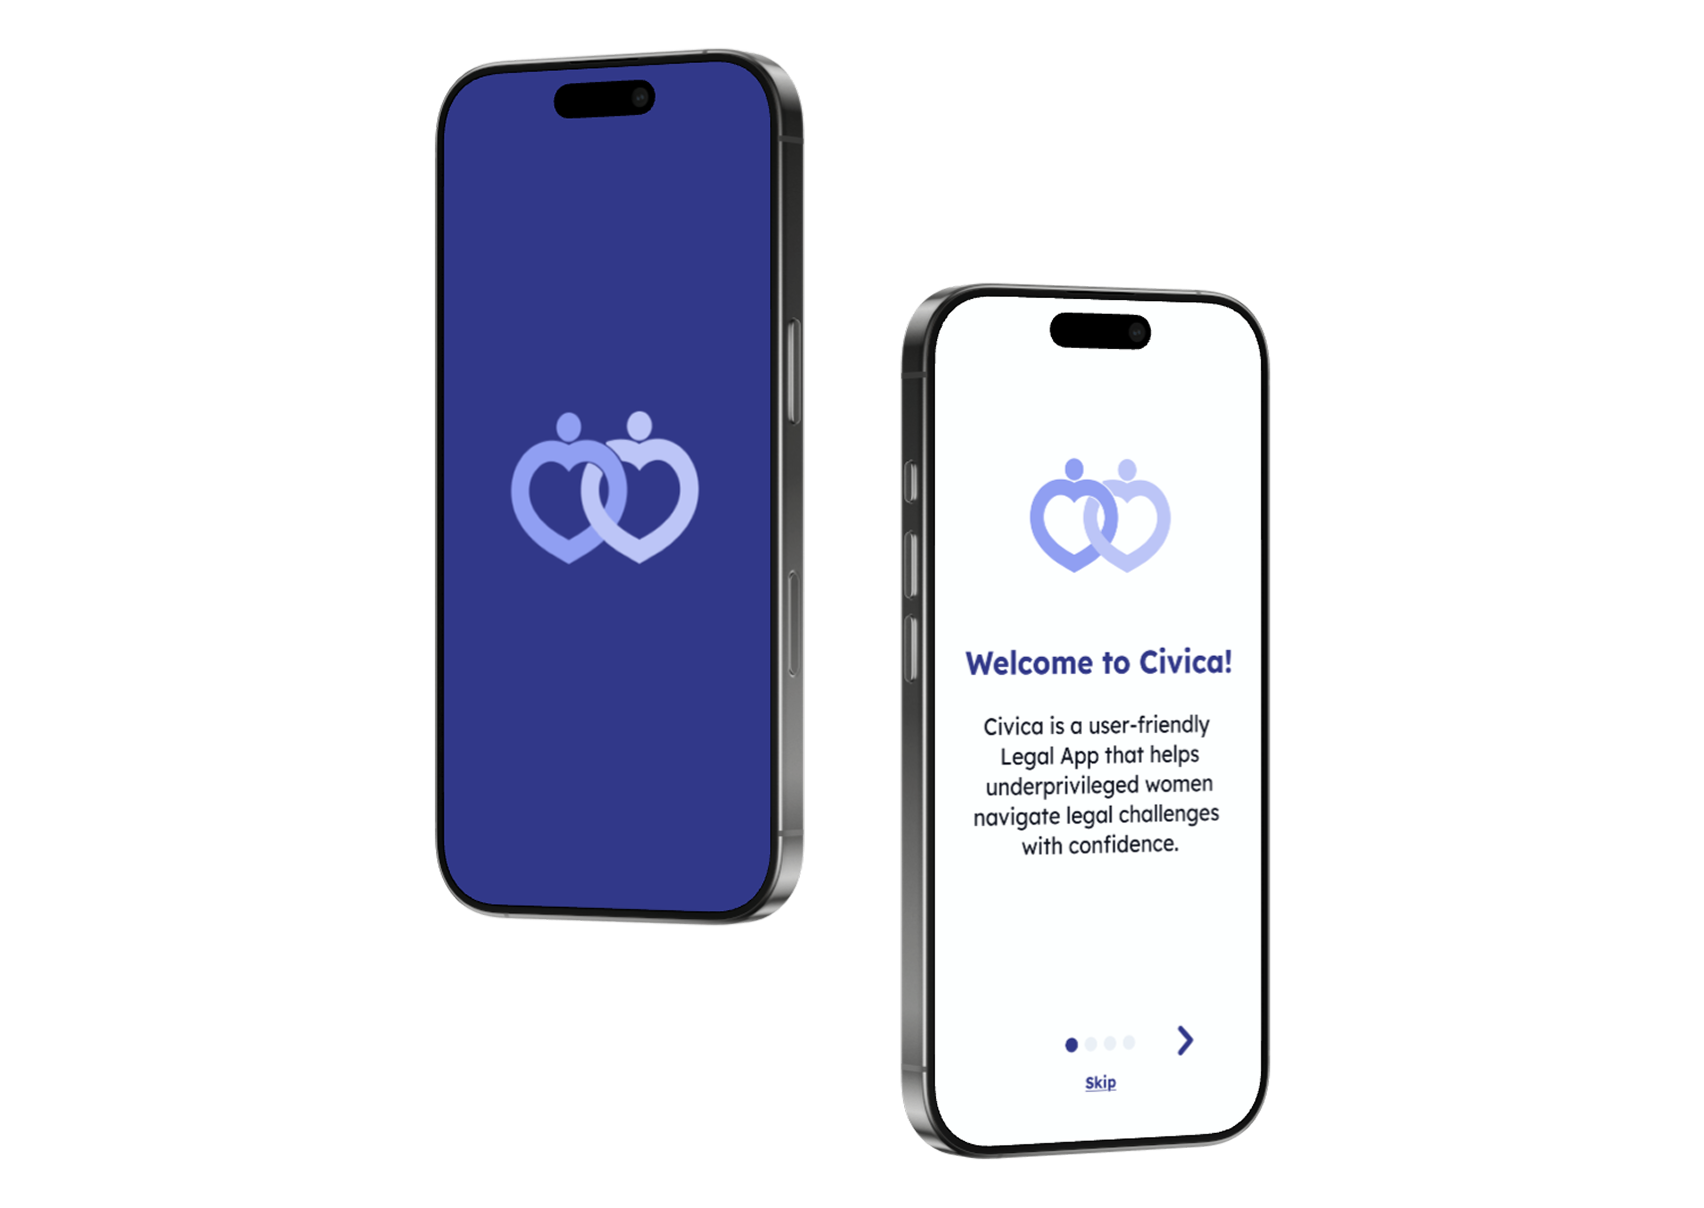 Welcome to Civica!
Civica is a user-friendly
Legal App that helps
underprivileged women
navigate legal challenges
with confidence.
Skip